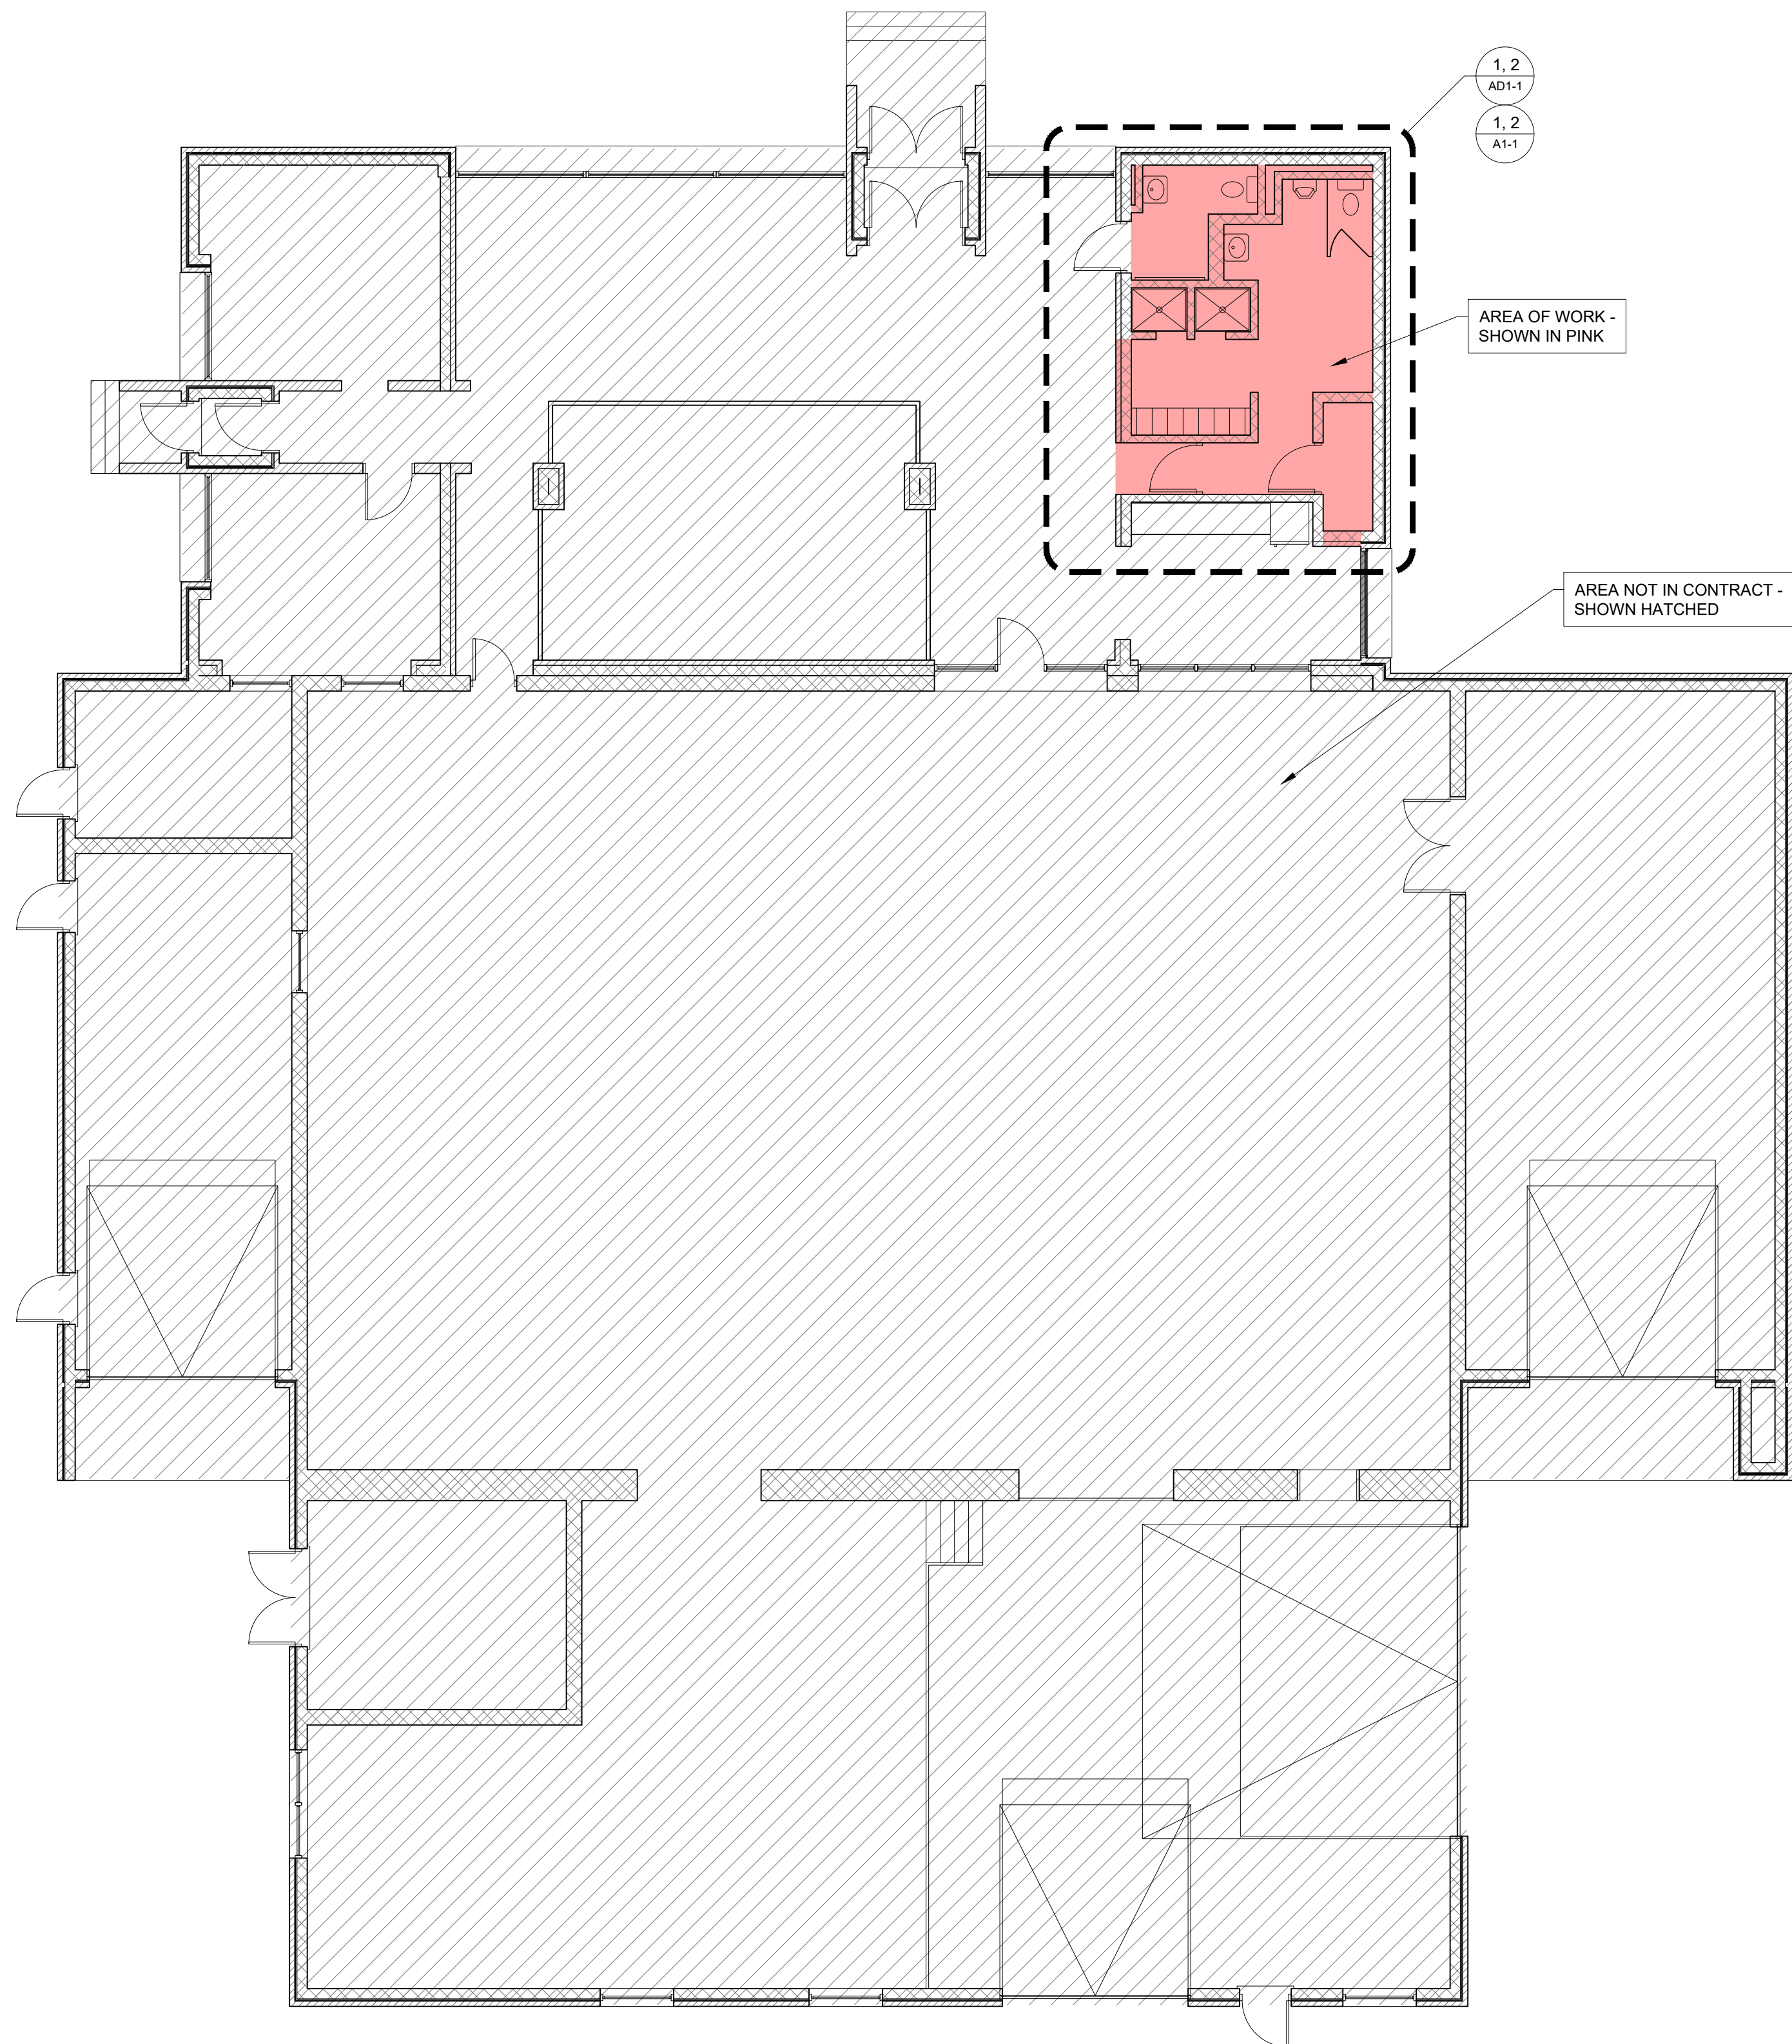 1, 2
AD1-1
1, 2
A1-1
AREA OF WORK -
SHOWN IN PINK
AREA NOT IN CONTRACT -
SHOWN HATCHED